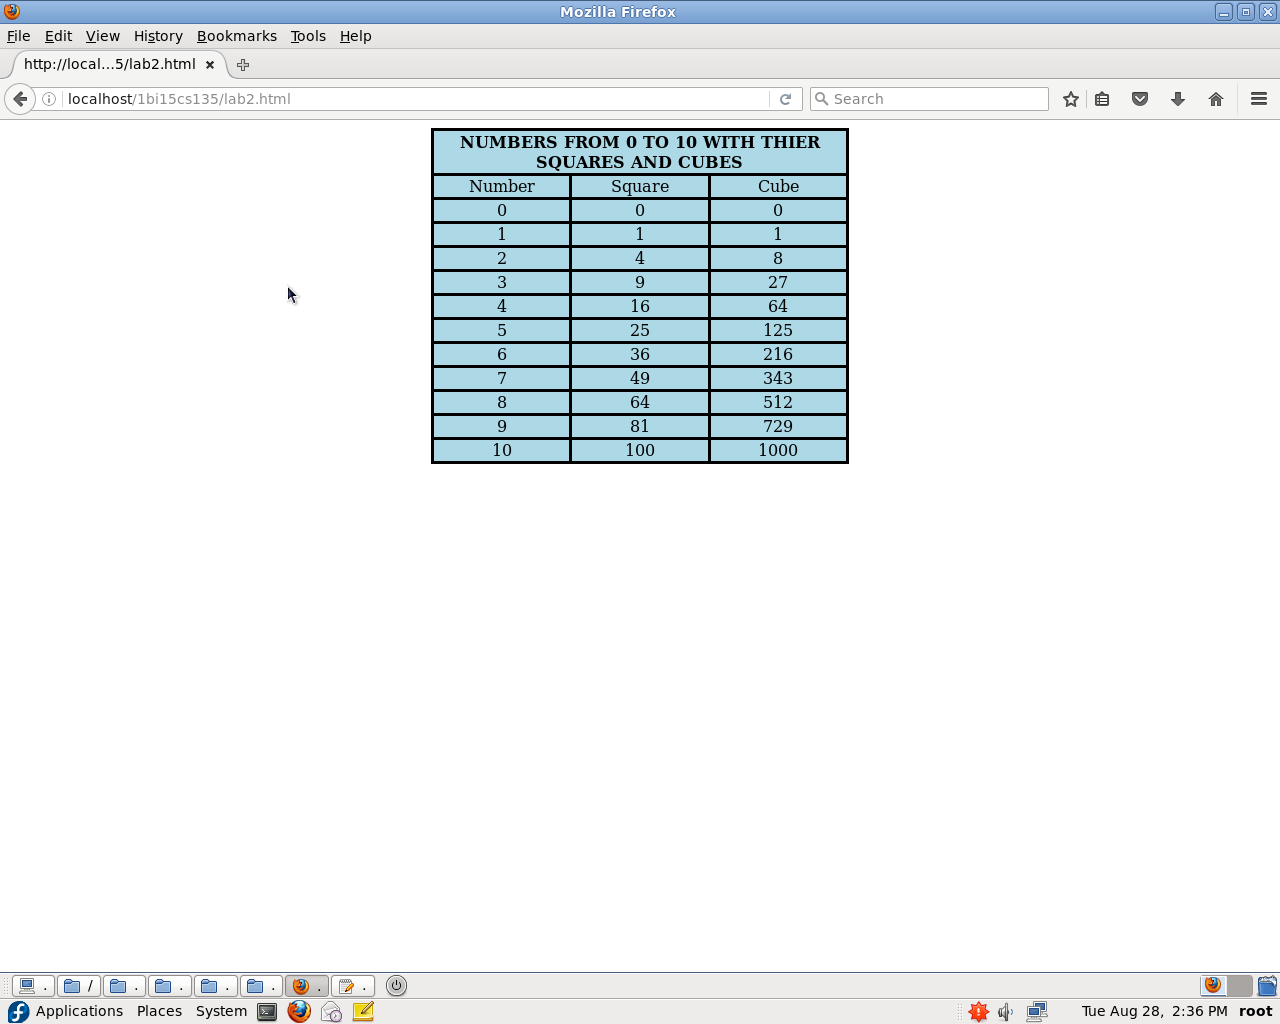 Mozilla Firefox
File Edit View History Bookmarks Tools Help
http://local...5/lab2.html
localhost/1bi15cs135/lab2.html
Search
NUMBERS FROM 0 TO 10 WITH THIER
SQUARES AND CUBES
Number Square Cube
0 0 0
1 1 1
2 4 8
3 9 27
4 16 64
5 25 125
6 36 216
7 49 343
8 64 512
9 81 729
10 100 1000
. / . . . . . .
Applications Places System
Tue Aug 28, 2:36 PM root